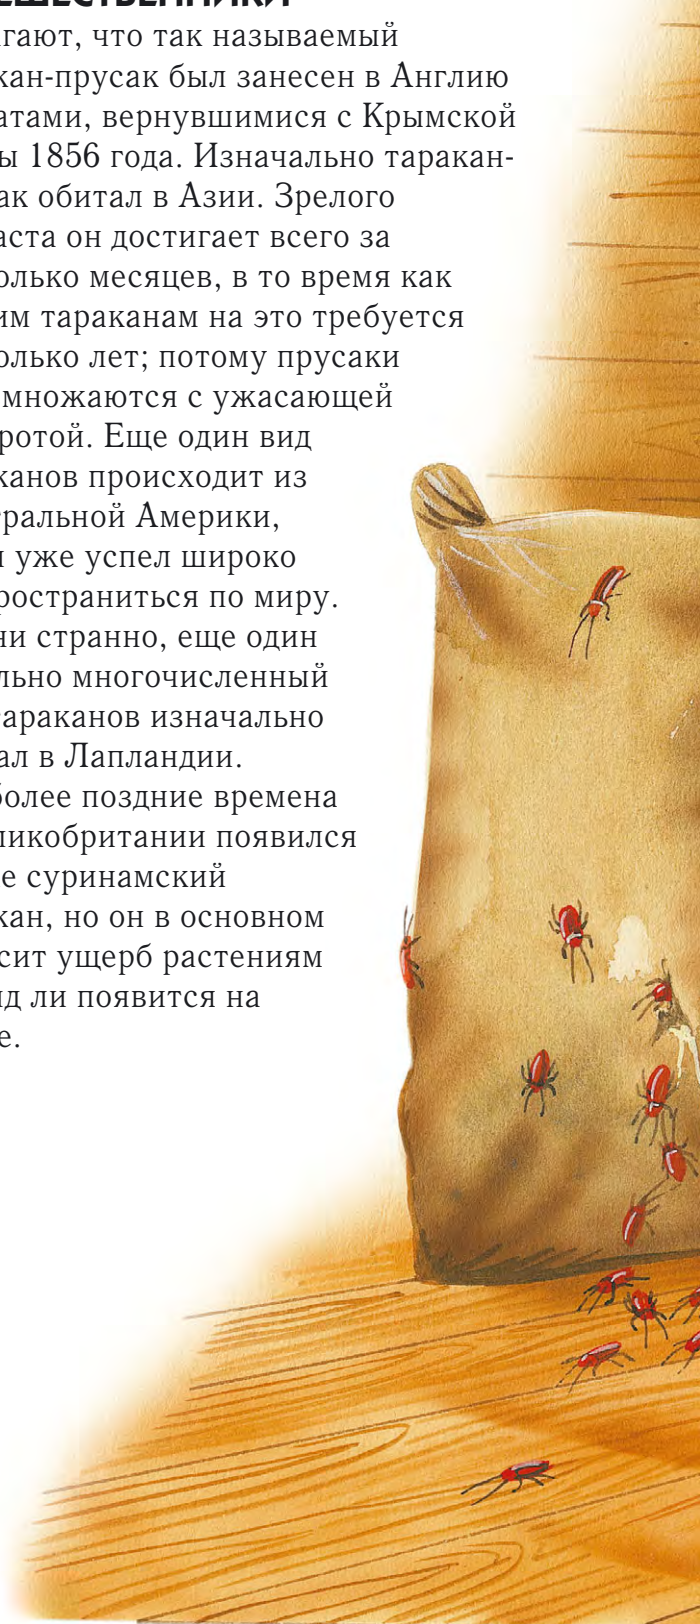 ЕШЕСТВЕННИКИ
гают, что так называемый
кан-прусак был занесен в Англию
атами, вернувшимися с Крымской
ы 1856 года. Изначально таракан-
ак обитал в Азии. Зрелого
аста он достигает всего за
олько месяцев, в то время как
им тараканам на это требуется
олько лет; потому прусаки
множаются с ужасающей
ротой. Еще один вид
канов происходит из
тральной Америки,
и уже успел широко
ространиться по миру.
ни странно, еще один
льно многочисленный
тараканов изначально
ал в Лапландии.
более поздние времена
ликобритании появился
е суринамский
кан, но он в основном
сит ущерб растениям
яд ли появится на
е.